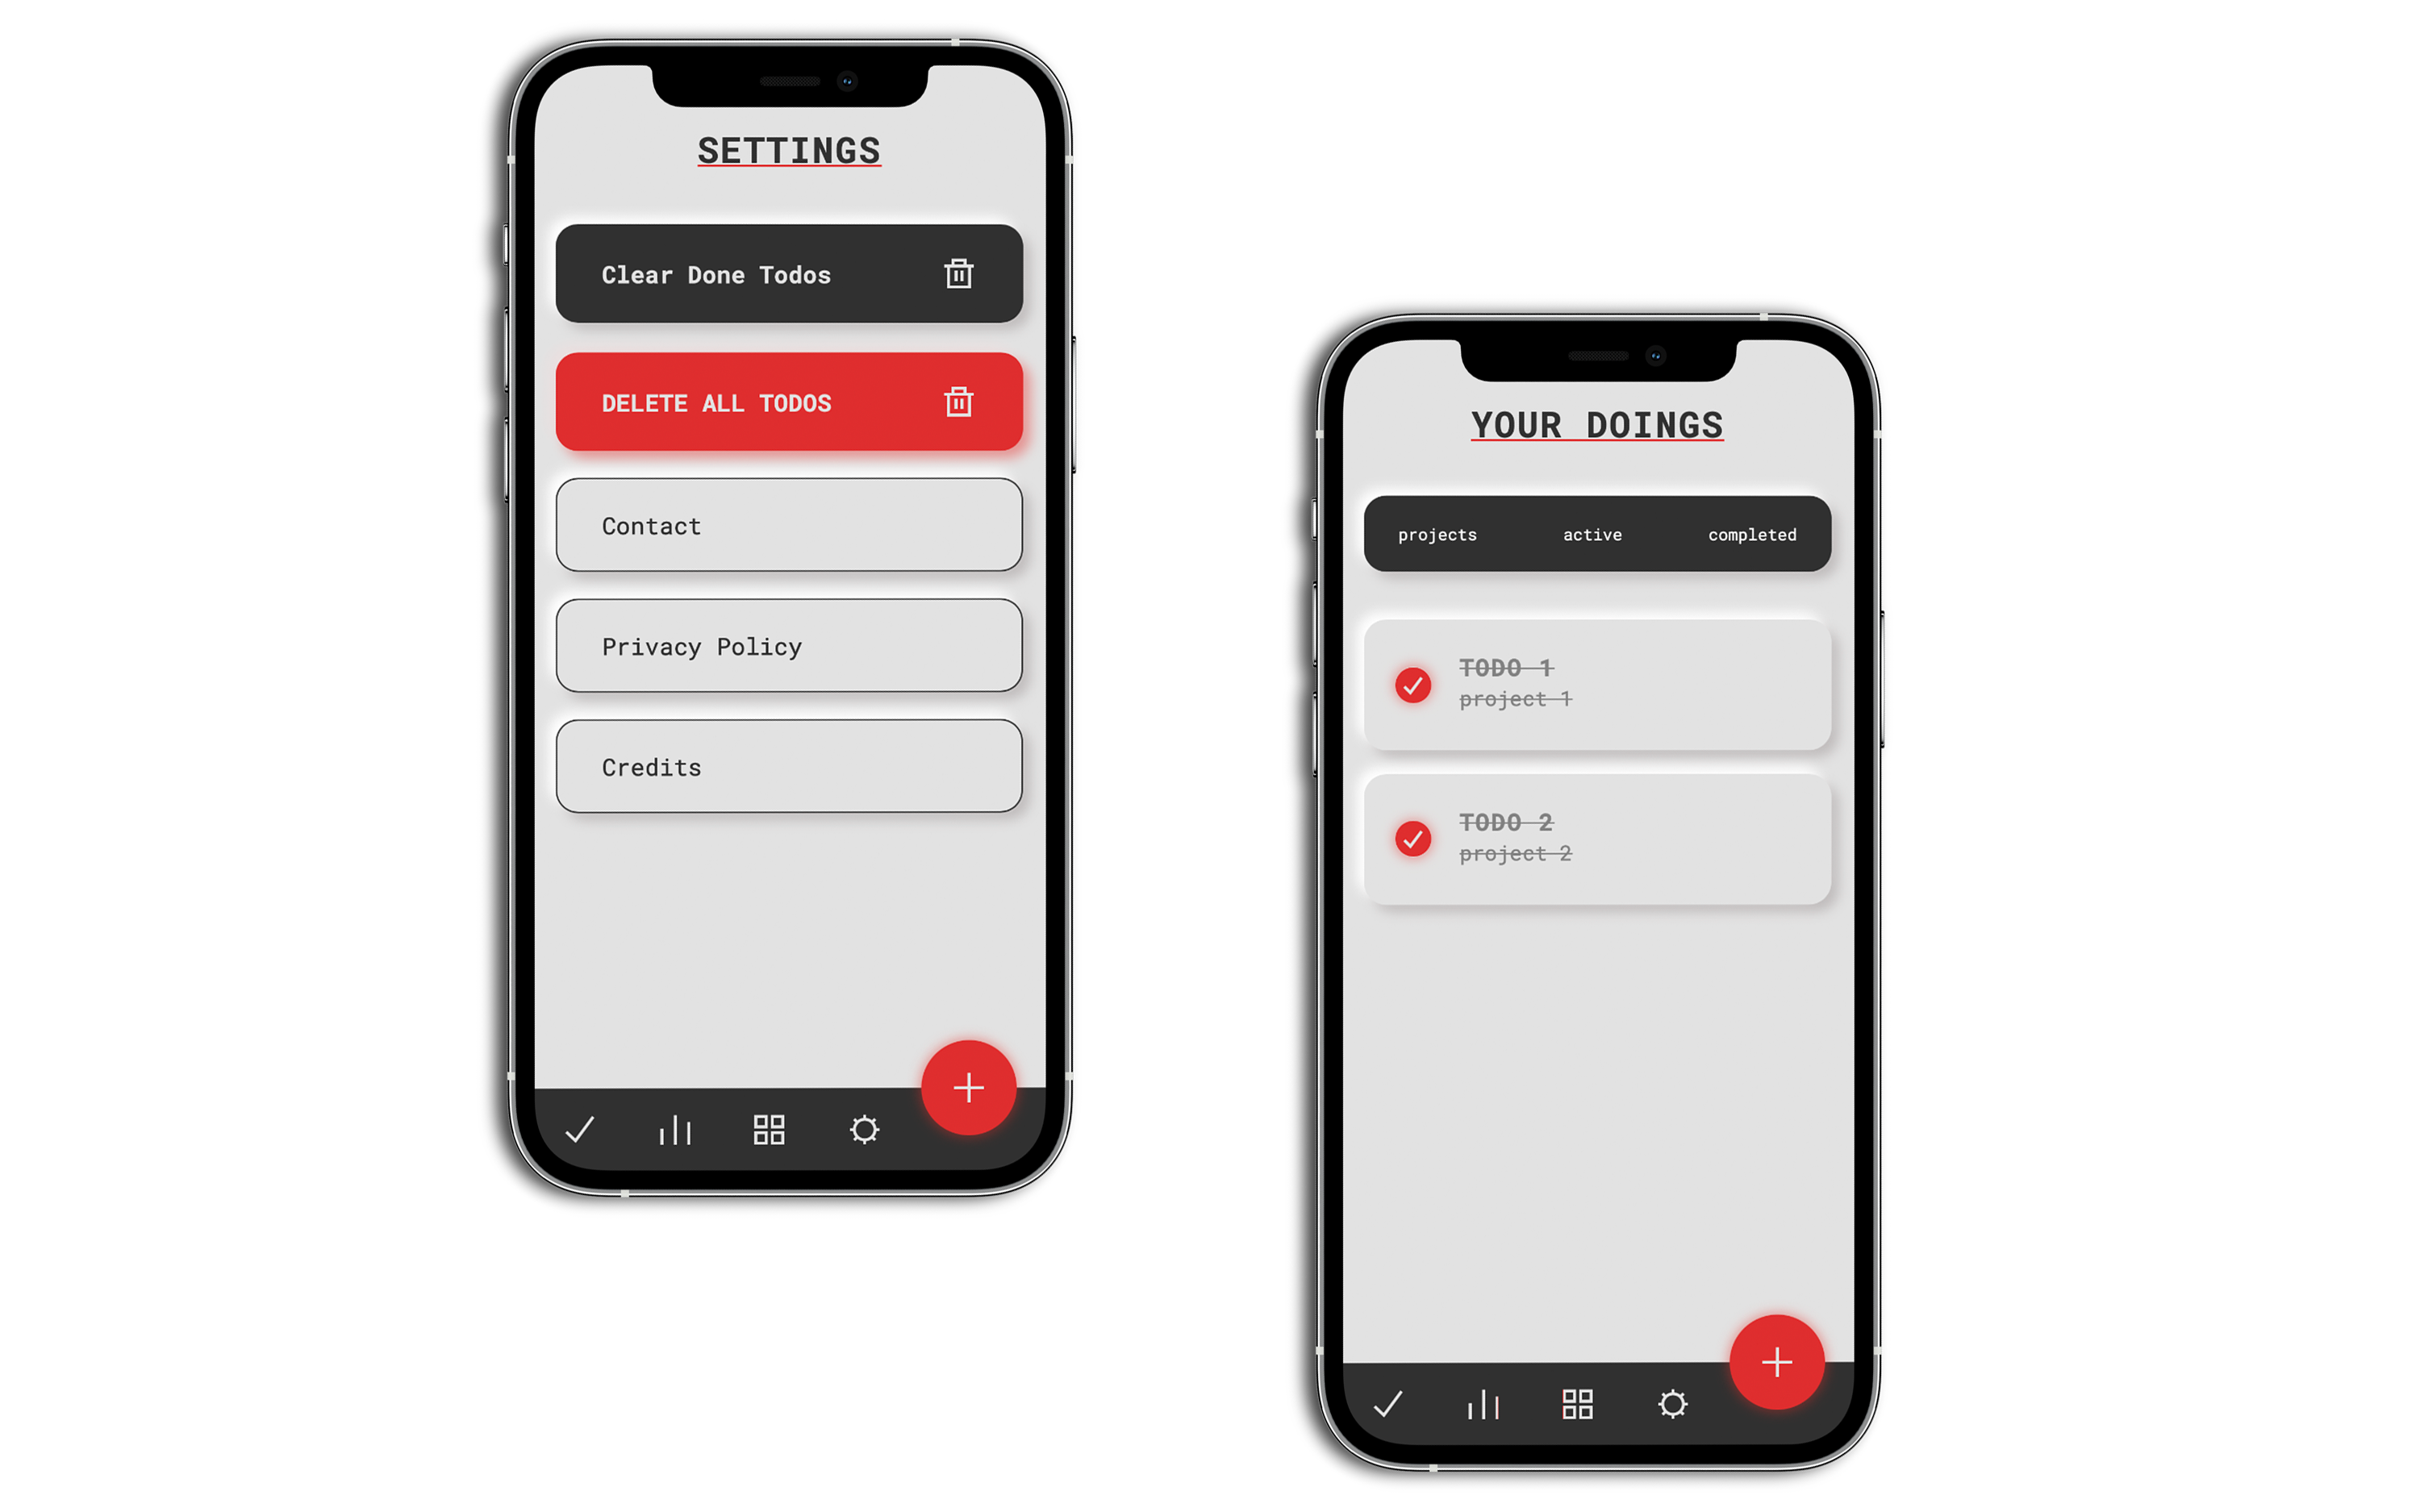 SETTINGS
Clear Done Todos
DELETE ALL TODOS
Contact
Privacy Policy
Credits
YOUR DOINGS
projects active completed
TODO 1
project 1
TODO 2
project 2